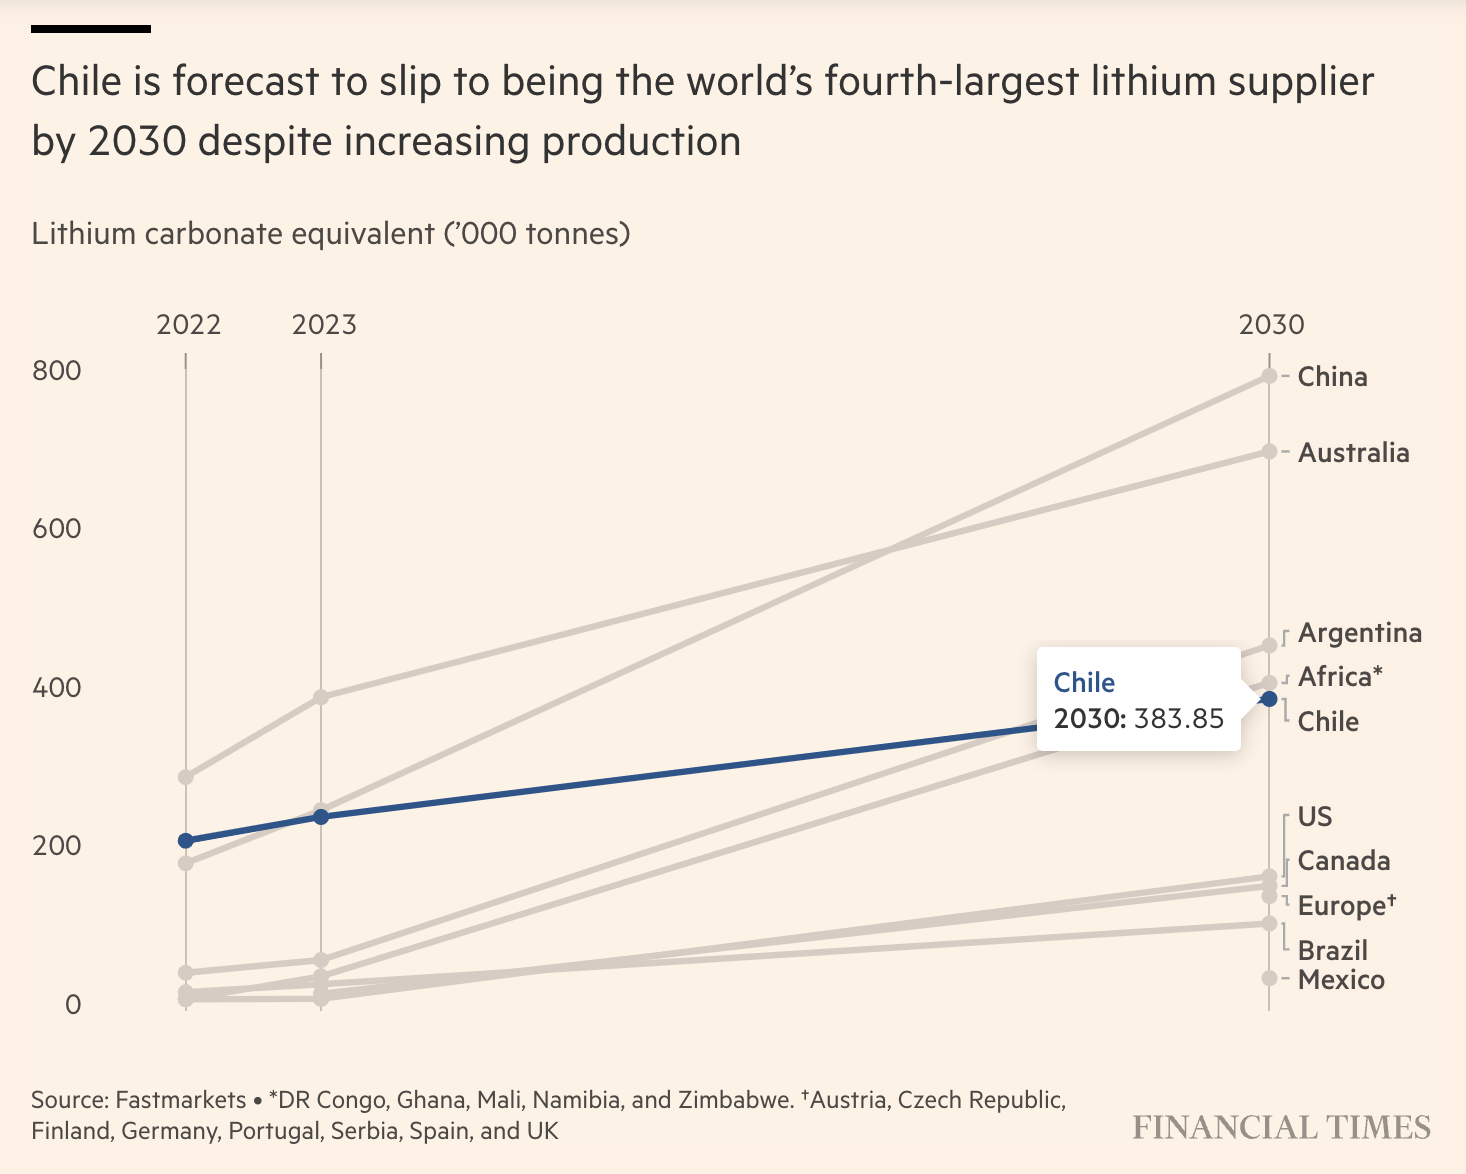 Chile is forecast to slip to being the world’s fourth-largest lithium supplier
by 2030 despite increasing production
Lithium carbonate equivalent (’000 tonnes)
2022 2023 2030
800
China
Australia
600
Argentina
Africa*
400
Chile
2030: 383.85
Chile
US
200
Canada
Europe†
Brazil
Mexico
0
Source: Fastmarkets • *DR Congo, Ghana, Mali, Namibia, and Zimbabwe. †Austria, Czech Republic,
Finland, Germany, Portugal, Serbia, Spain, and UK
FINANCIAL TIMES